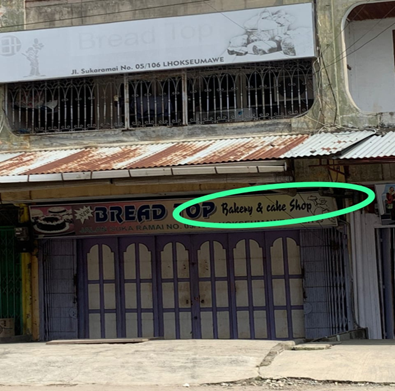 Bread Top
Jl. Sukaramai No. 05/106 LHOKSEUMAWE
BREAD TOP Bakery & cake Shop